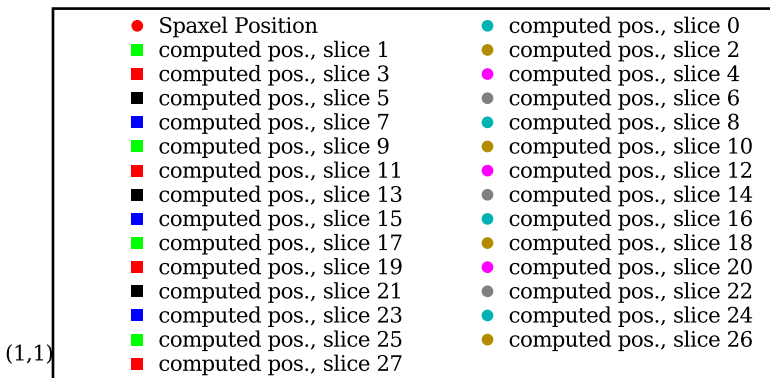 Spaxel Position
computed pos., slice 1
computed pos., slice 3
computed pos., slice 5
computed pos., slice 7
computed pos., slice 9
computed pos., slice 11
computed pos., slice 13
computed pos., slice 15
computed pos., slice 17
computed pos., slice 19
computed pos., slice 21
computed pos., slice 23
computed pos., slice 25
computed pos., slice 27
computed pos., slice 0
computed pos., slice 2
computed pos., slice 4
computed pos., slice 6
computed pos., slice 8
computed pos., slice 10
computed pos., slice 12
computed pos., slice 14
computed pos., slice 16
computed pos., slice 18
computed pos., slice 20
computed pos., slice 22
computed pos., slice 24
computed pos., slice 26
(1,1)